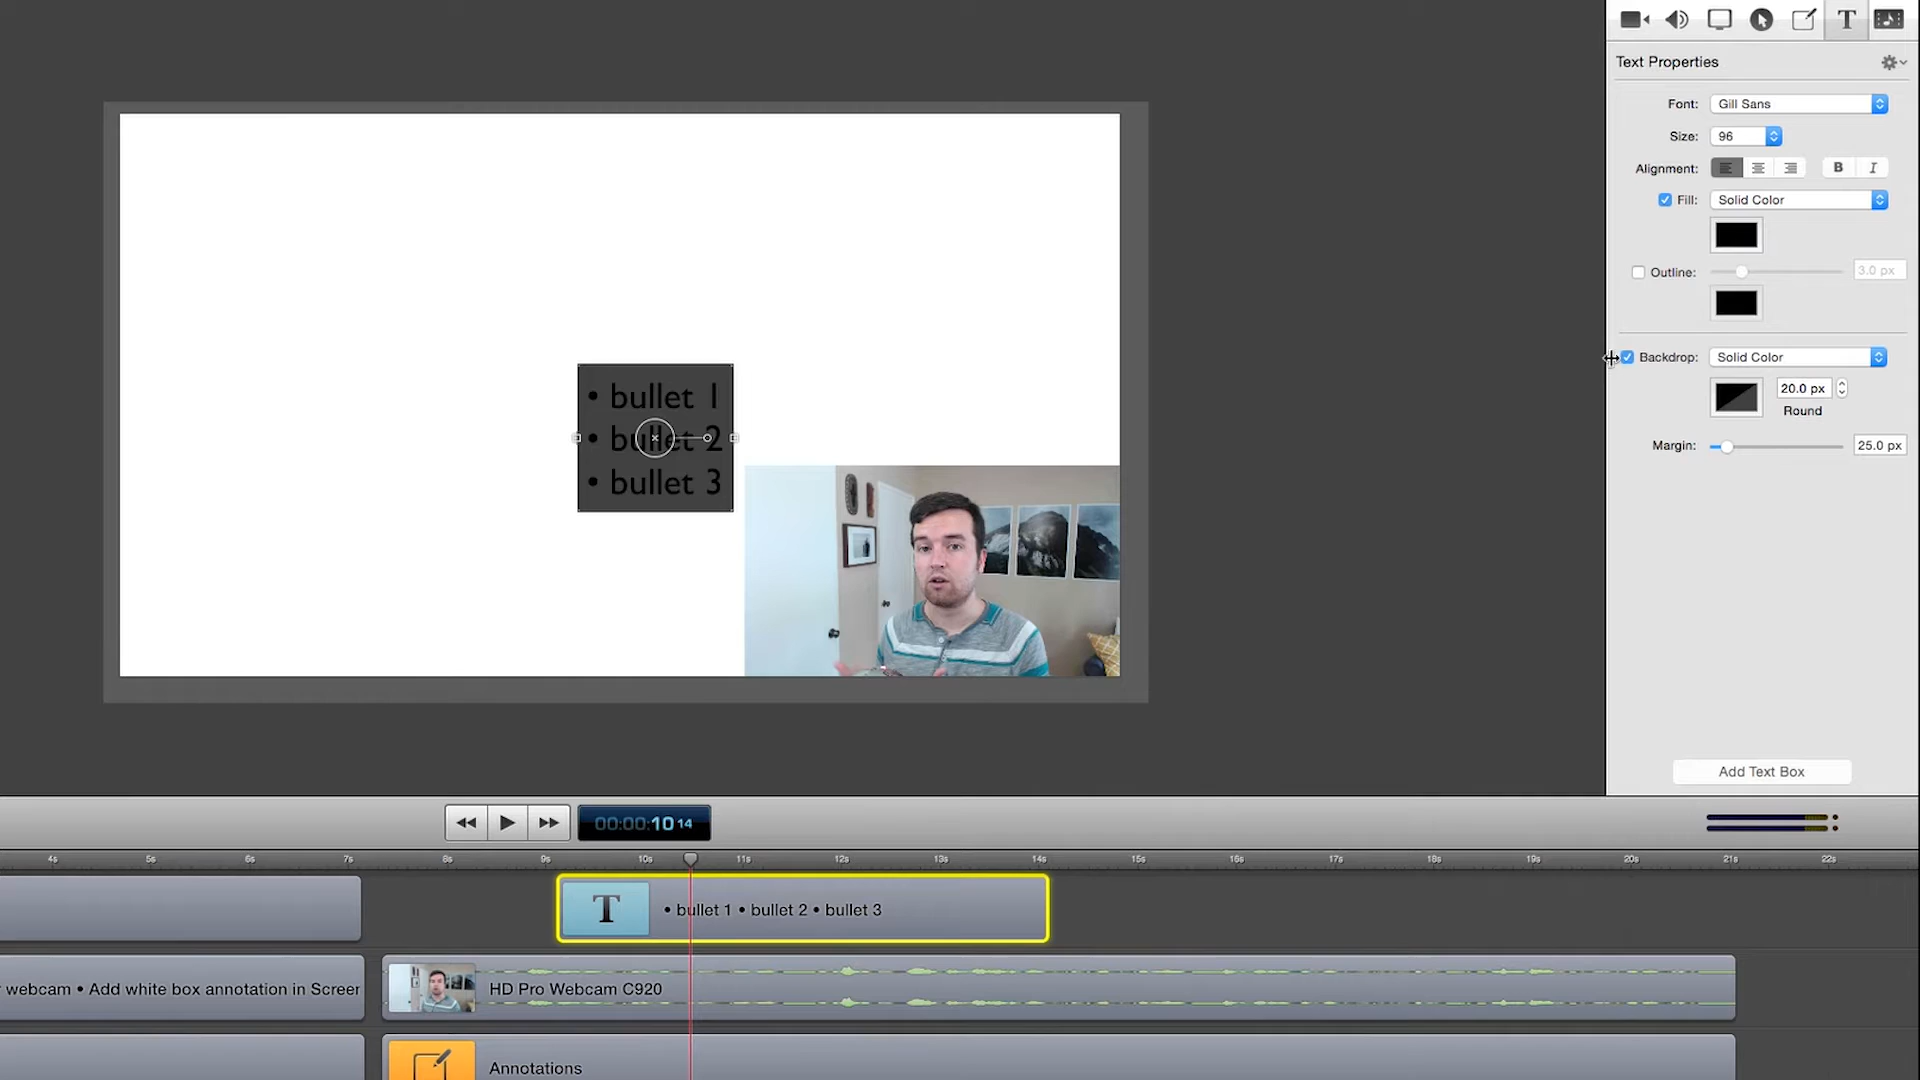 T
Text Properties
Font: Gill Sans
Size: 96
Alignment: B I
Fill: Solid Color
Outline: 3.0 px
Backdrop: Solid Color
20.0 px
Round
Margin: 25.0 px
Add Text Box
• bullet 1
• bullet 2
• bullet 3
00:00:10 14
4s 5s 6s 7s 8s 9s 10s 11s 12s 13s 14s 15s 16s 17s 18s 19s 20s 21s 22s
T • bullet 1 • bullet 2 • bullet 3
webcam • Add white box annotation in Screen
HD Pro Webcam C920
Annotations